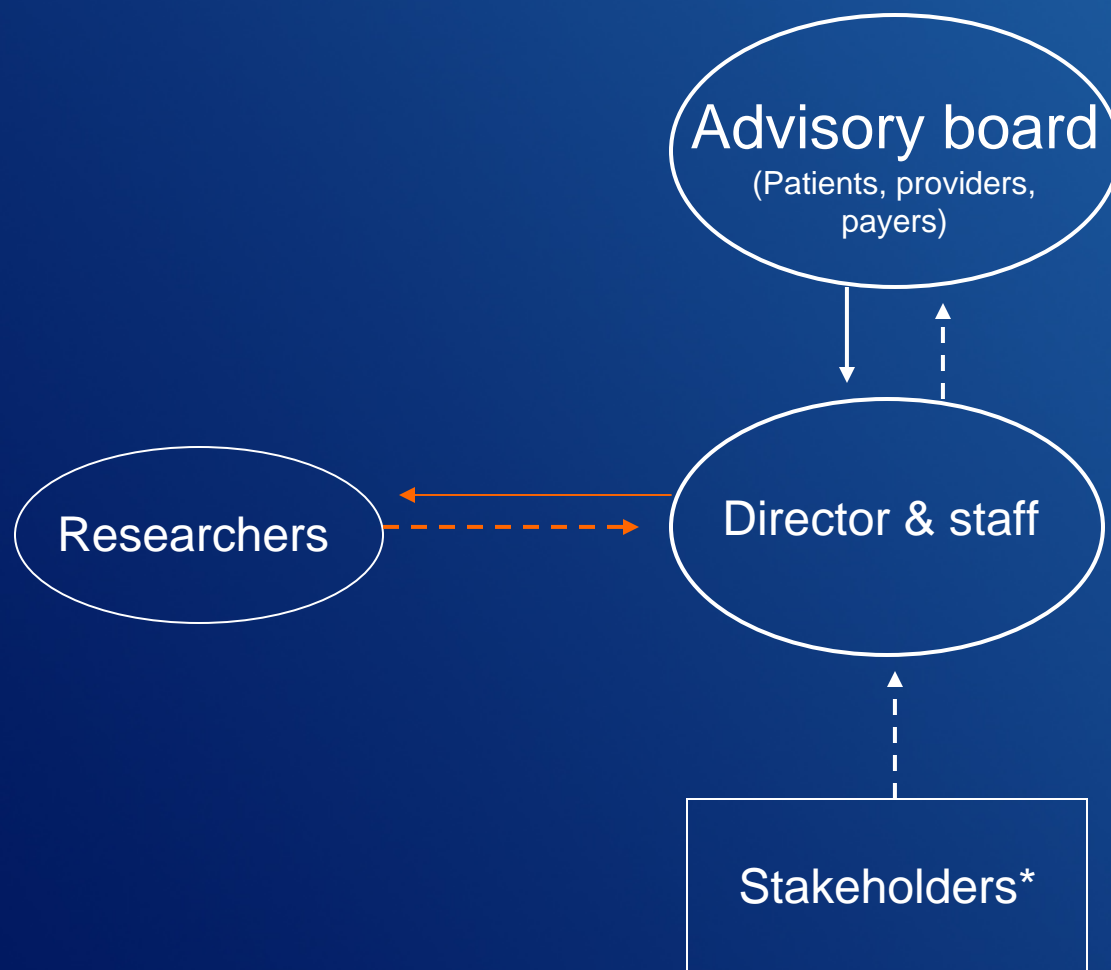 Advisory board
(Patients, providers,
payers)
Researchers
Director & staff
Stakeholders*